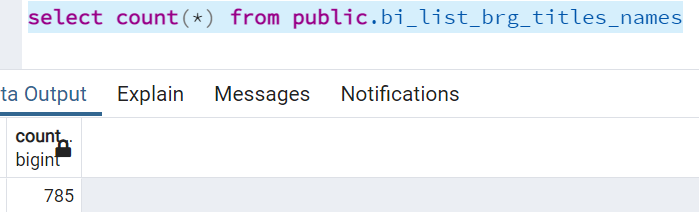 select count(*) from public.bi_list_brg_titles_names
ta Output Explain Messages Notifications
count..
bigint
785